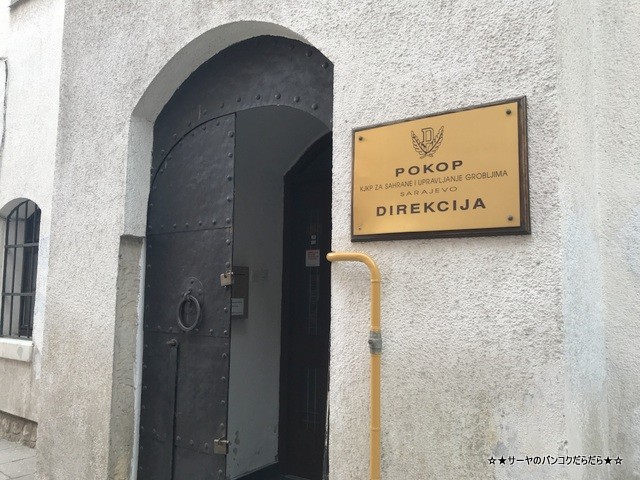 P
POKOP
KJKP ZA SAHRANE I UPRAVLJANJE GROBLJIMA
SARAJEVO
DIREKCIJA
☆★サーヤのバンコクだらだら★☆